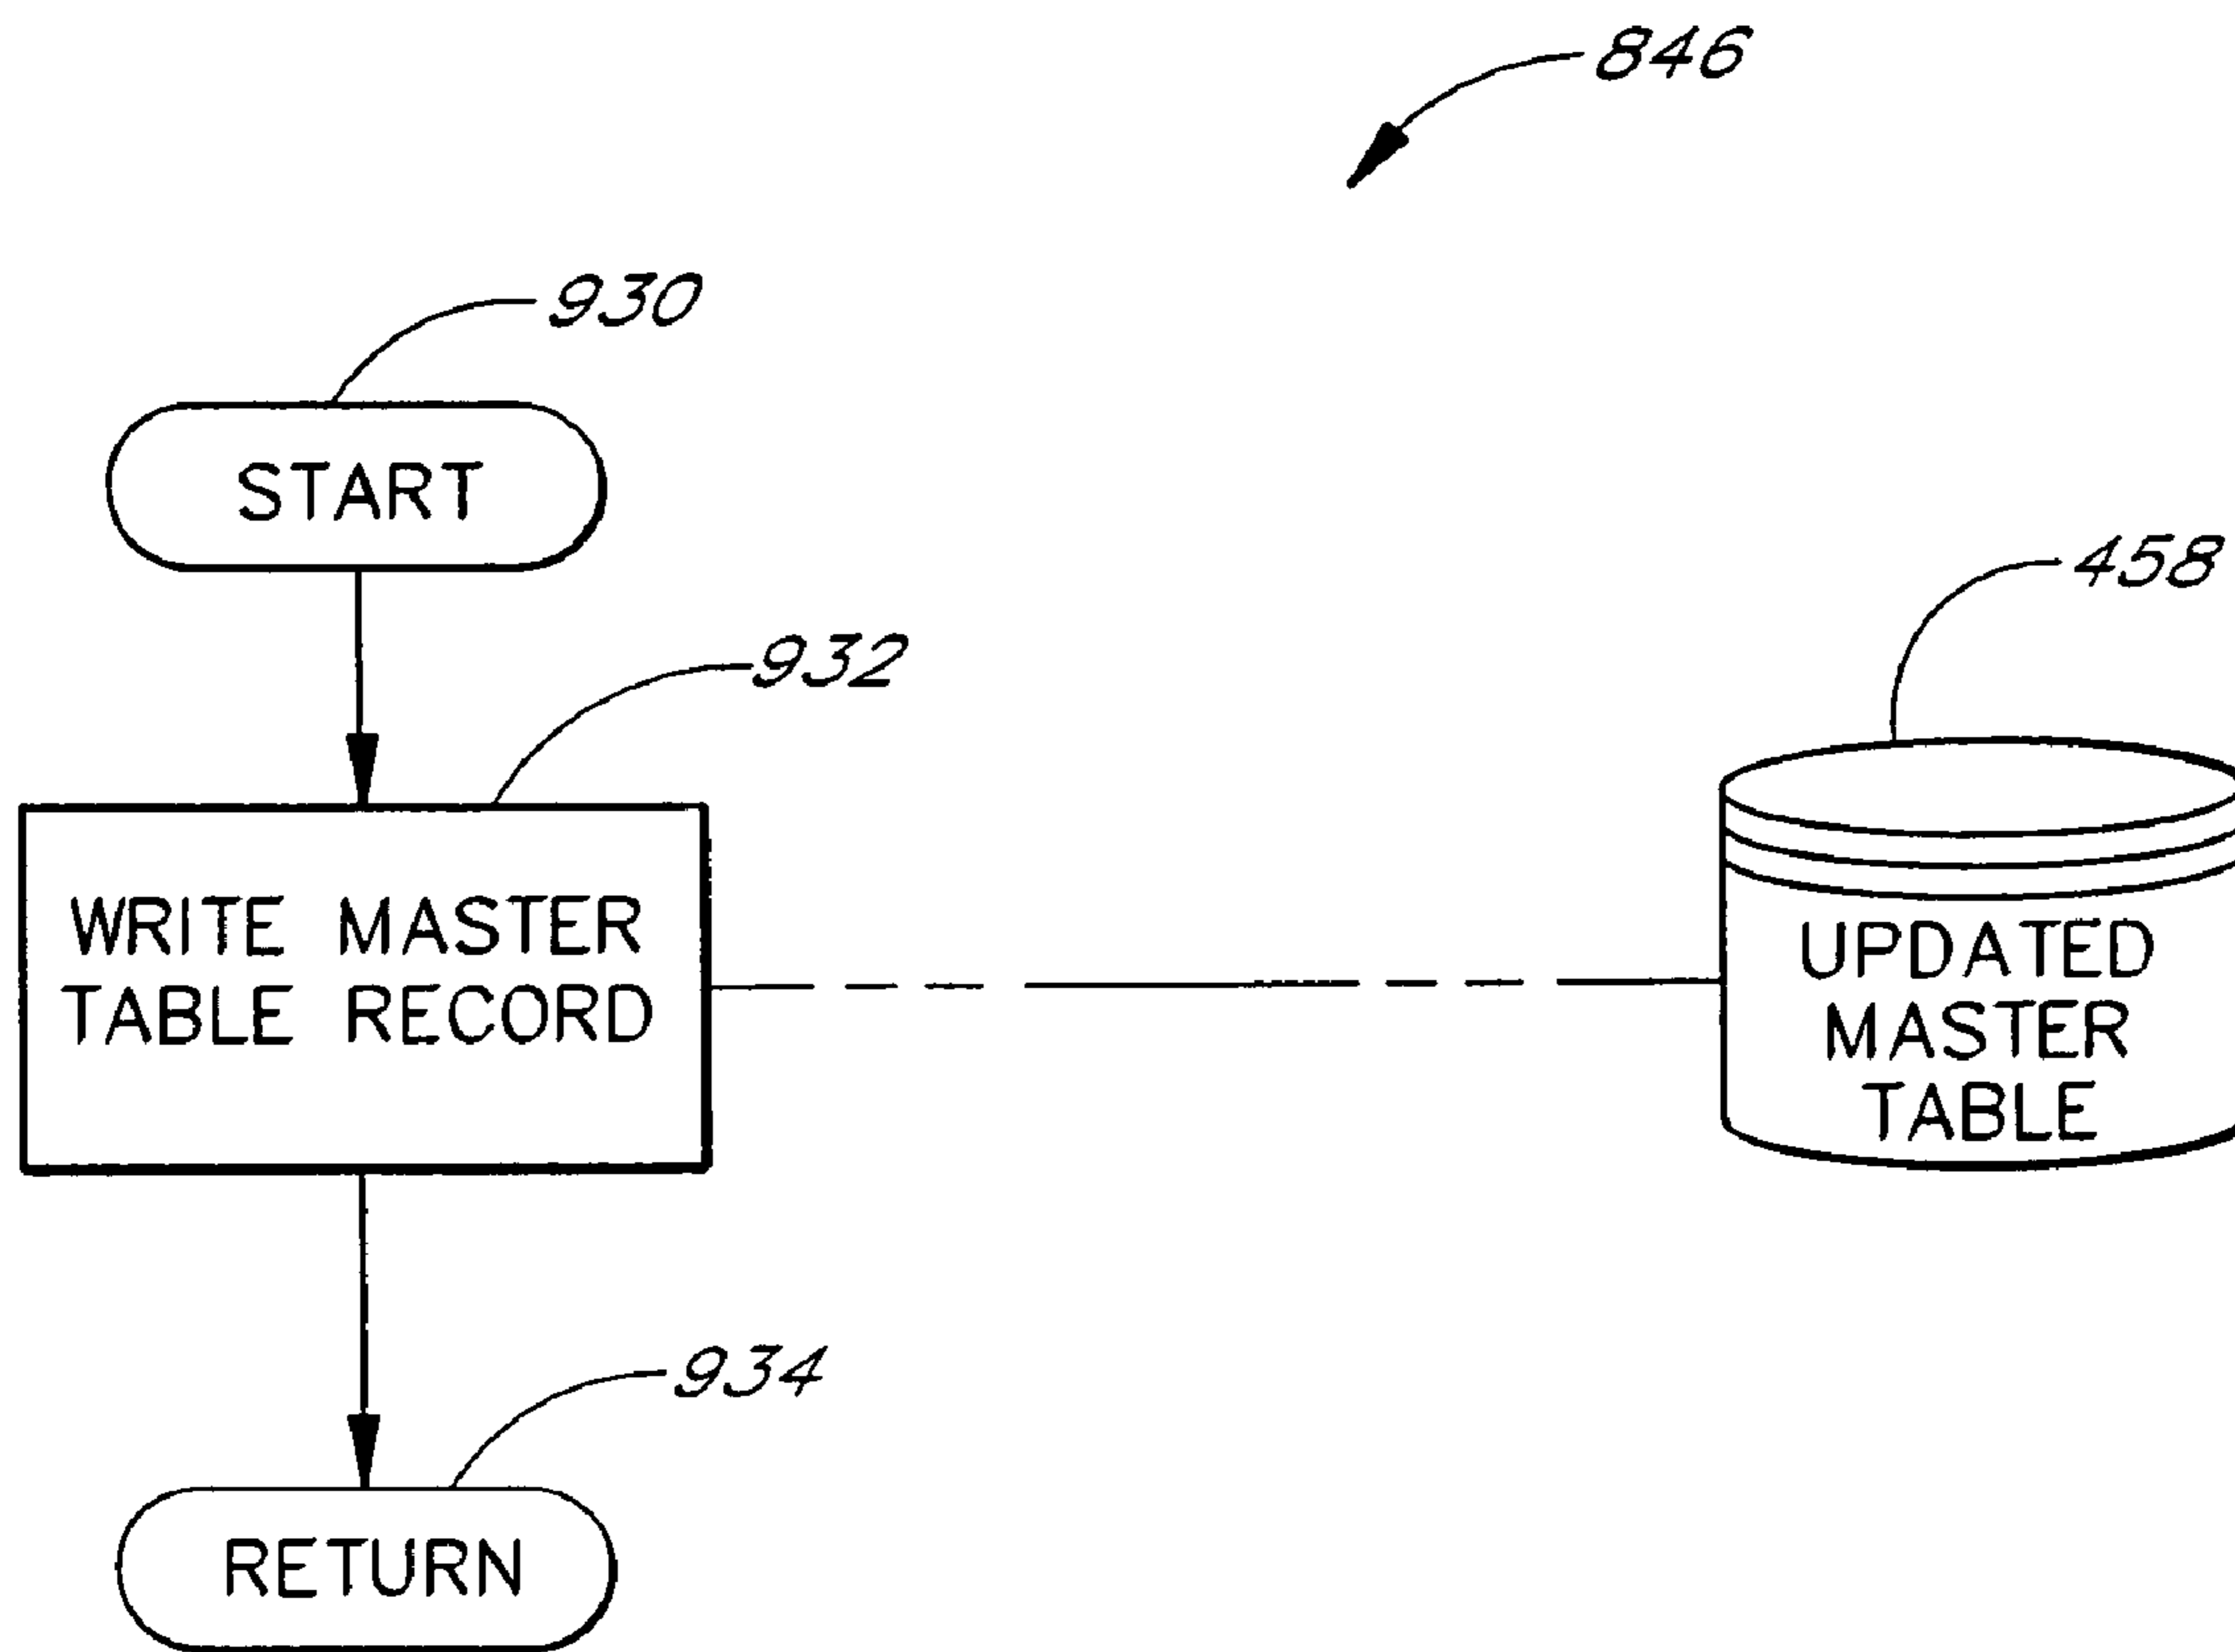 846
930
START
458
932
WRITE MASTER
TABLE RECORD
UPDATED
MASTER
TABLE
934
RETURN